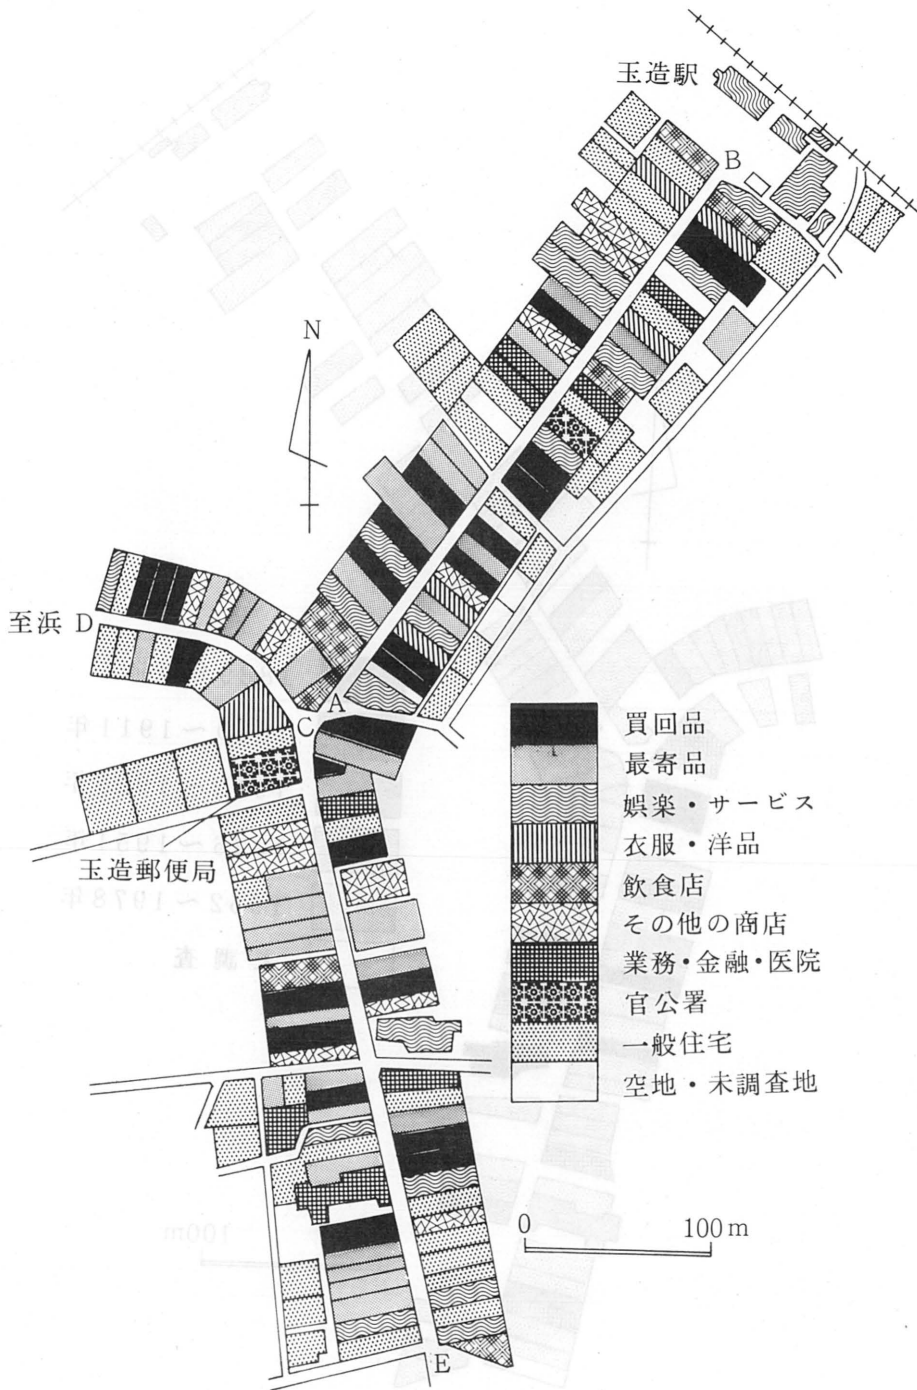 玉造駅
B
N
至浜 D
A
C
玉造郵便局
買回品
最寄品
娯楽・サービス
衣服・洋品
飲食店
その他の商店
業務・金融・医院
官公署
一般住宅
空地・未調査地
0 100m
E